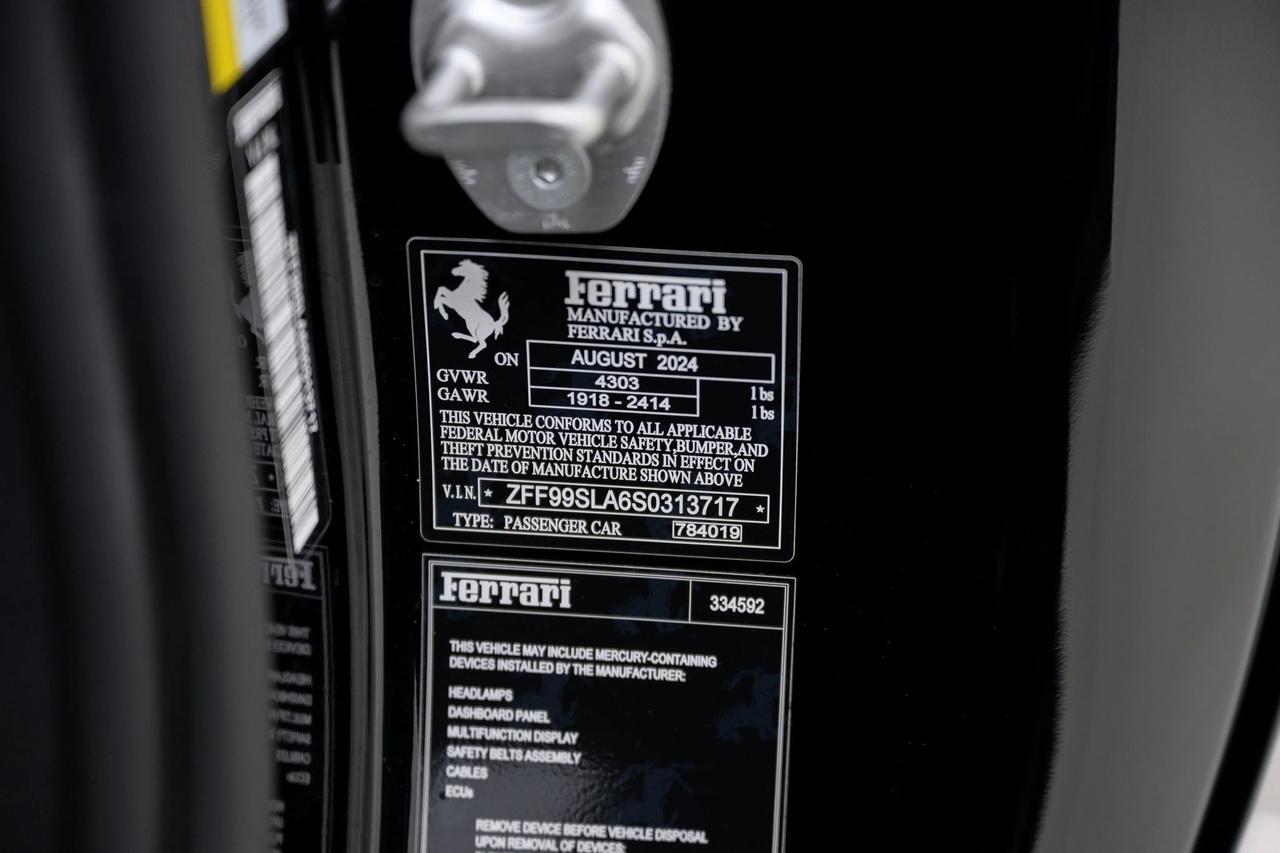 Ferrari
MANUFACTURED BY
FERRARI S.p.A.
ON AUGUST 2024
GVWR 4303 lbs
GAWR 1918 - 2414 lbs
THIS VEHICLE CONFORMS TO ALL APPLICABLE
FEDERAL MOTOR VEHICLE SAFETY,BUMPER,AND
THEFT PREVENTION STANDARDS IN EFFECT ON
THE DATE OF MANUFACTURE SHOWN ABOVE
V.I.N. * ZFF99SLA6S0313717 *
TYPE: PASSENGER CAR 784019
Ferrari 334592
THIS VEHICLE MAY INCLUDE MERCURY-CONTAINING
DEVICES INSTALLED BY THE MANUFACTURER:
HEADLAMPS
DASHBOARD PANEL
MULTIFUNCTION DISPLAY
SAFETY BELTS ASSEMBLY
CABLES
ECUs
REMOVE DEVICE BEFORE VEHICLE DISPOSAL
UPON REMOVAL OF DEVICES: